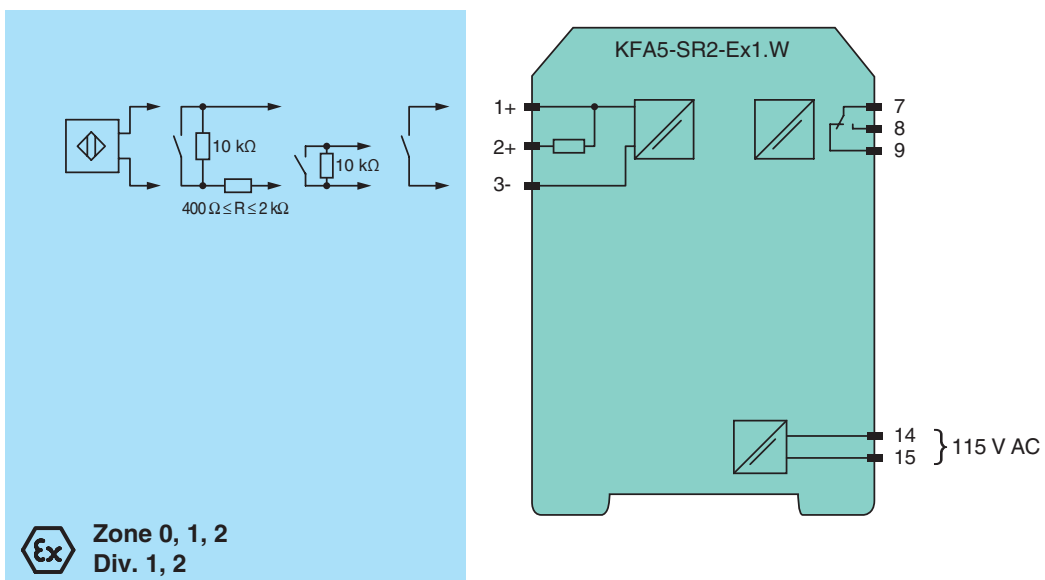 KFA5-SR2-Ex1.W
10 kΩ
10 kΩ
400 Ω ≤ R ≤ 2 kΩ
1+
2+
3-
7
8
9
14
15
115 V AC
Ex
Zone 0, 1, 2
Div. 1, 2